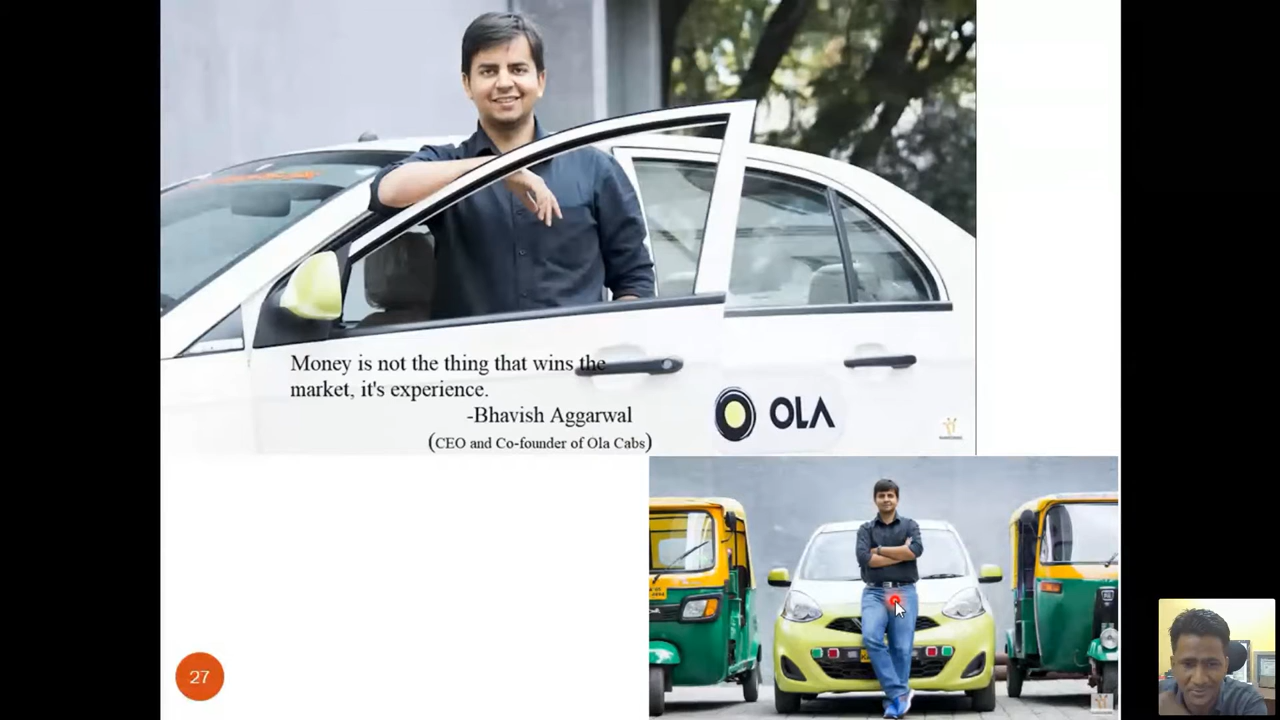 Money is not the thing that wins the
market, it's experience.
-Bhavish Aggarwal
(CEO and Co-founder of Ola Cabs)
OLA
27